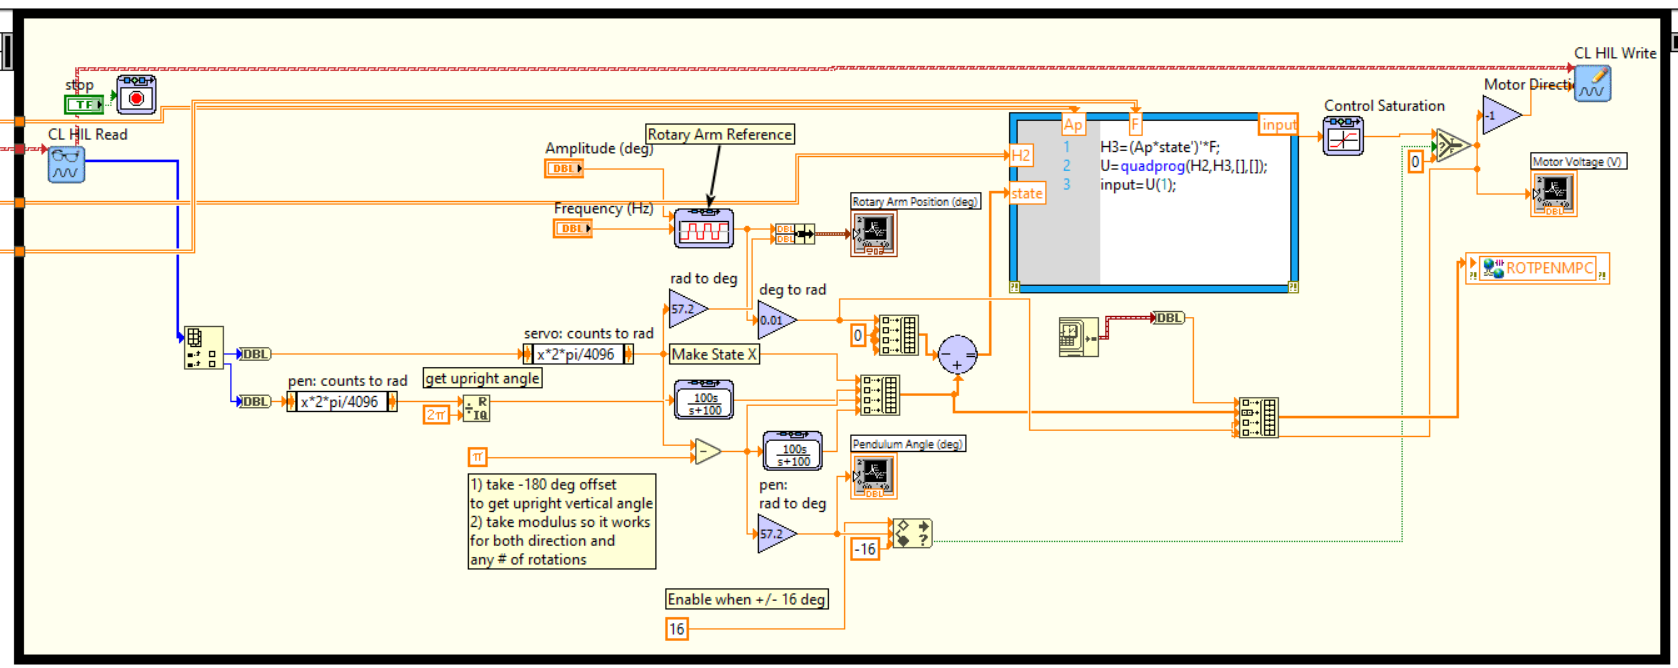 CL HIL Write
stop
TF
Motor Directi
-1
Control Saturation
CL HIL Read
Rotary Arm Reference
Amplitude (deg)
DBL
Ap
F
input
H2
state
1 H3=(Ap*state')'*F;
2 U=quadprog(H2,H3,[],[]);
3 input=U(1);
0
Motor Voltage (V)
DBL
Frequency (Hz)
DBL
Rotary Arm Position (deg)
DBL
DBL
ROTPENMPC
rad to deg
57.2
deg to rad
0.01
0
DBL
servo: counts to rad
DBL
x*2*pi/4096
Make State X
− + =
pen: counts to rad
DBL
x*2*pi/4096
get upright angle
2π
R
IQ
100s
s+100
π
−
100s
s+100
Pendulum Angle (deg)
DBL
1) take -180 deg offset
to get upright vertical angle
2) take modulus so it works
for both direction and
any # of rotations
pen:
rad to deg
57.2
-16
?
Enable when +/- 16 deg
16